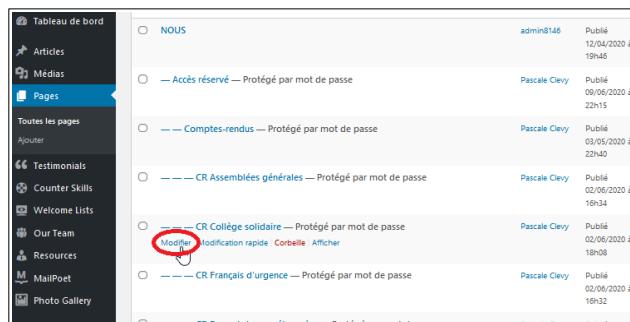 Tableau de bord
Articles
Médias
Pages
Toutes les pages
Ajouter
Testimonials
Counter Skills
Welcome Lists
Our Team
Resources
MailPoet
Photo Gallery
NOUS admin8146 Publié
12/04/2020 à
19h46
— Accès réservé — Protégé par mot de passe Pascale Clevy Publié
09/06/2020 à
22h15
— — Comptes-rendus — Protégé par mot de passe Pascale Clevy Publié
03/05/2020 à
22h40
— — — CR Assemblées générales — Protégé par mot de passe Pascale Clevy Publié
02/06/2020 à
16h34
— — — CR Collège solidaire — Protégé par mot de passe Pascale Clevy Publié
Modifier Modification rapide | Corbeille | Afficher 02/06/2020 à
18h08
— — — CR Français d'urgence — Protégé par mot de passe Pascale Clevy Publié
02/06/2020 à
16h32